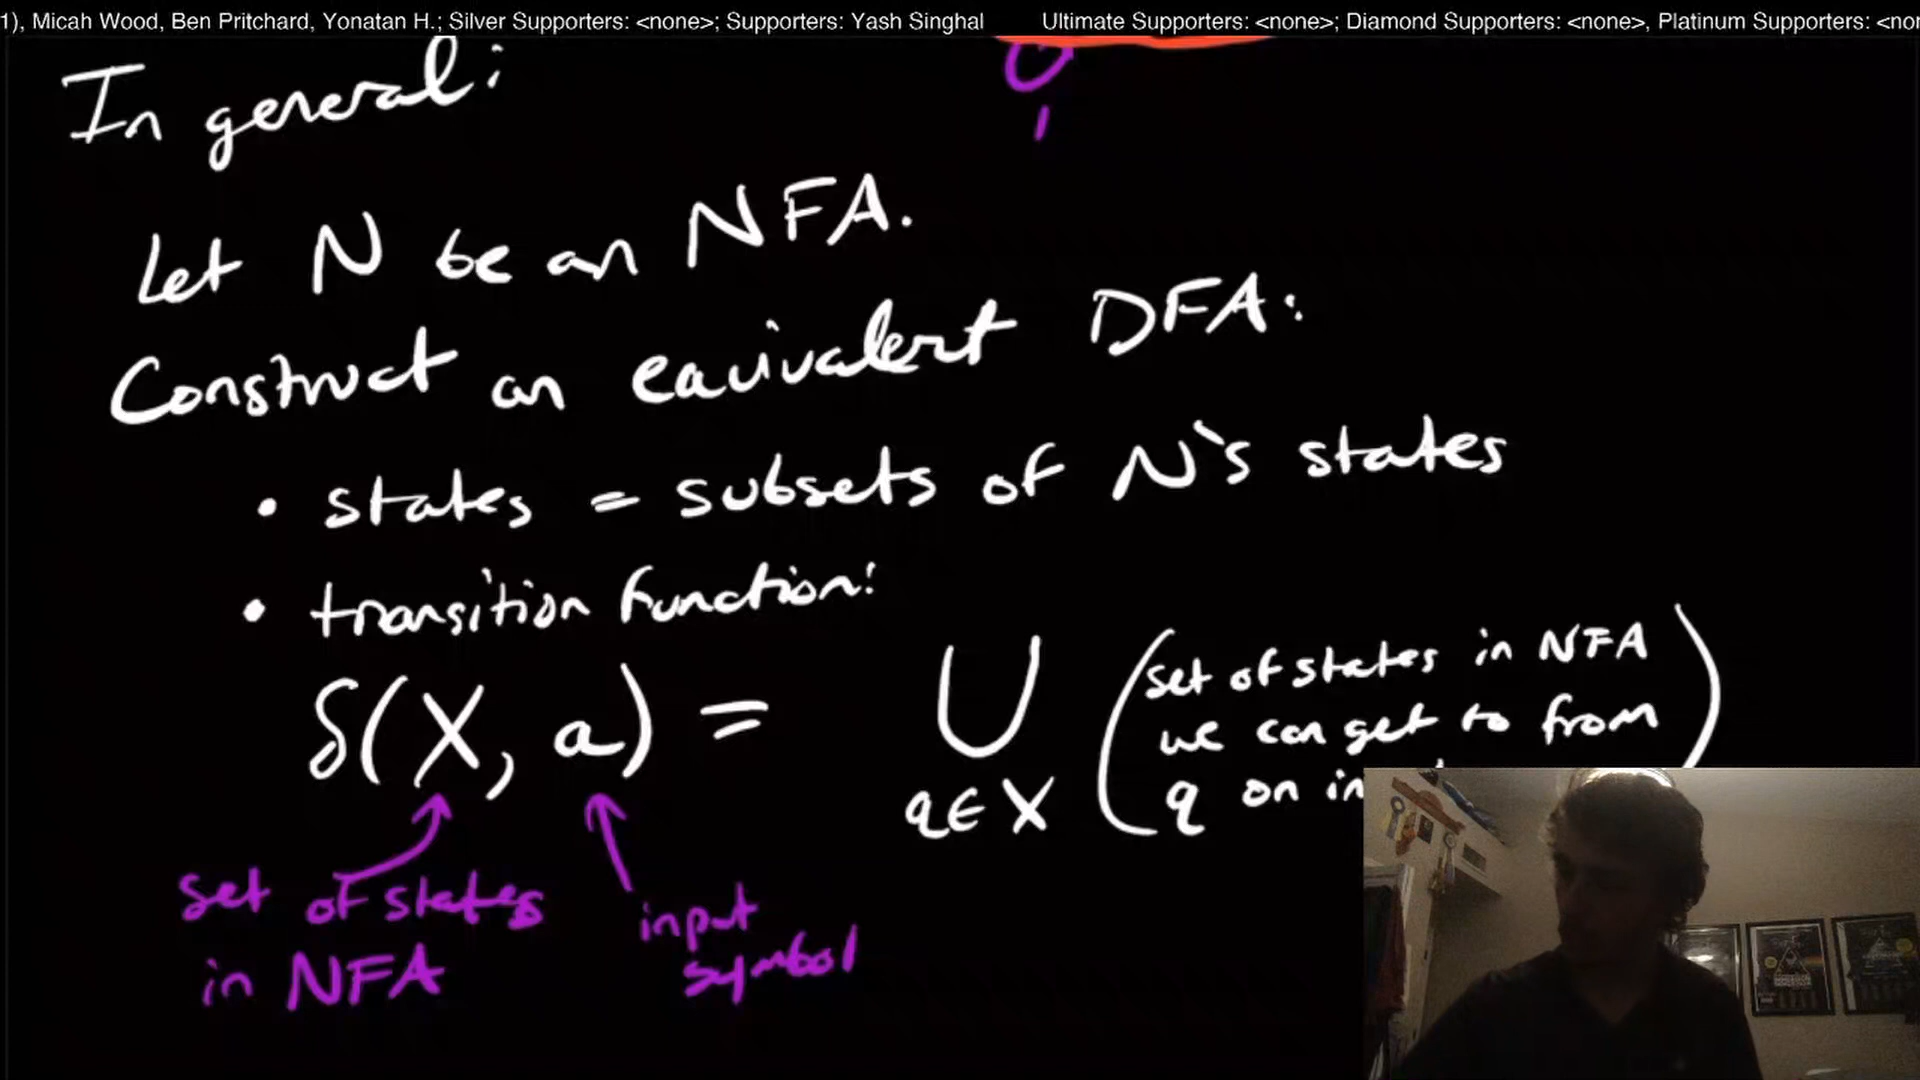 1), Micah Wood, Ben Pritchard, Yonatan H.; Silver Supporters: <none>; Supporters: Yash Singhal Ultimate Supporters: <none>; Diamond Supporters: <none>, Platinum Supporters: <nor
In general:
Let N be an NFA.
Construct an equivalent DFA:
• states = subsets of N's states
• transition function:
δ(X, a) = ⋃ q∈X (set of states in NFA
we can get to from
q on in
set of states
in NFA
input
symbol